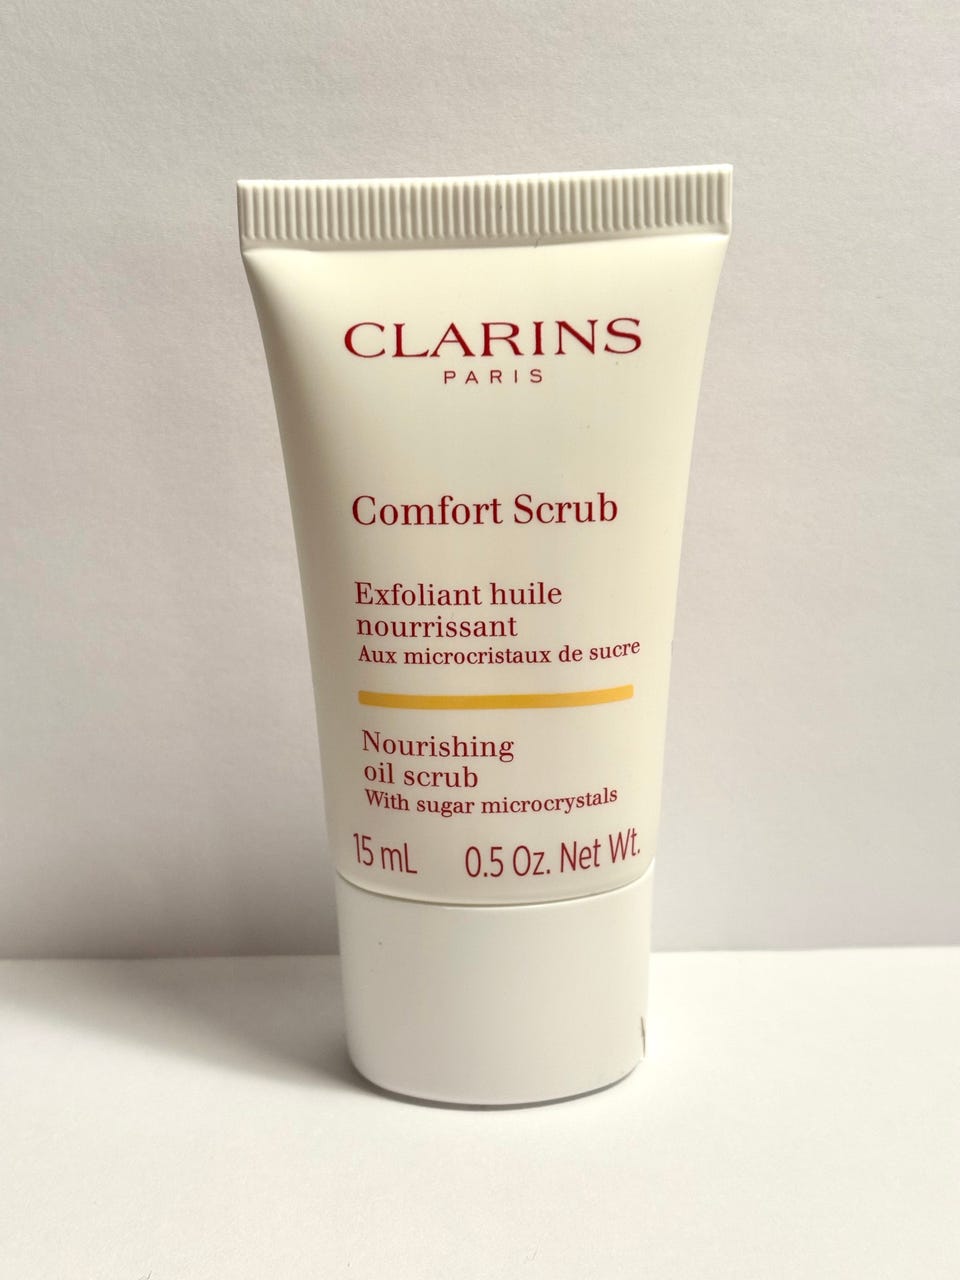 CLARINS
PARIS
Comfort Scrub
Exfoliant huile
nourrissant
Aux microcristaux de sucre
Nourishing
oil scrub
With sugar microcrystals
15 mL 0.5 Oz. Net Wt.